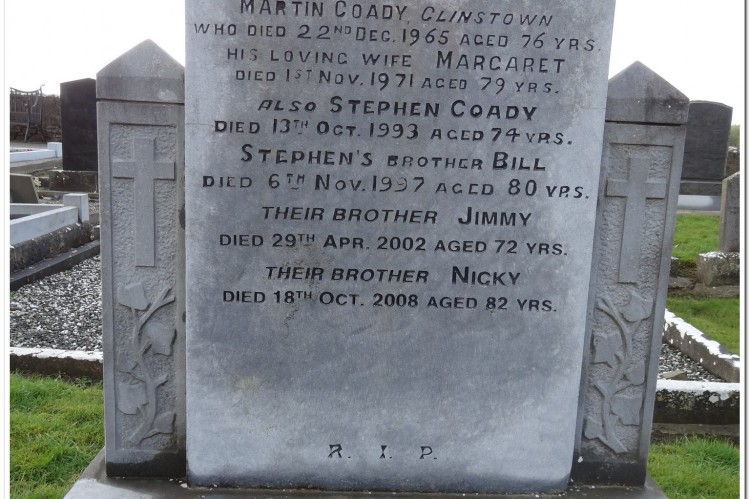 MARTIN COADY, CLINSTOWN
WHO DIED 22ND DEC. 1965 AGED 76 YRS.
HIS LOVING WIFE MARGARET
DIED 1ST NOV. 1971 AGED 79 YRS.
ALSO STEPHEN COADY
DIED 13TH OCT. 1993 AGED 74 YRS.
STEPHEN'S BROTHER BILL
DIED 6TH NOV. 1997 AGED 80 YRS.
THEIR BROTHER JIMMY
DIED 29TH APR. 2002 AGED 72 YRS.
THEIR BROTHER NICKY
DIED 18TH OCT. 2008 AGED 82 YRS.
R. I. P.